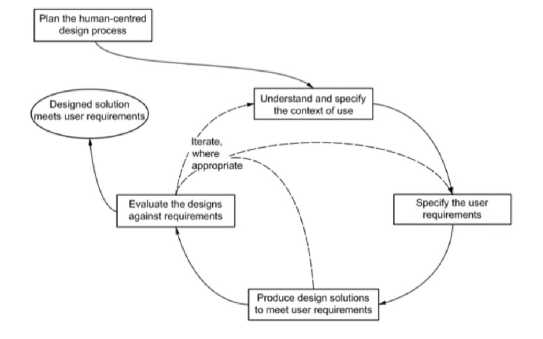 Plan the human-centred
design process
Designed solution
meets user requirements
Understand and specify
the context of use
Iterate,
where
appropriate
Evaluate the designs
against requirements
Specify the user
requirements
Produce design solutions
to meet user requirements